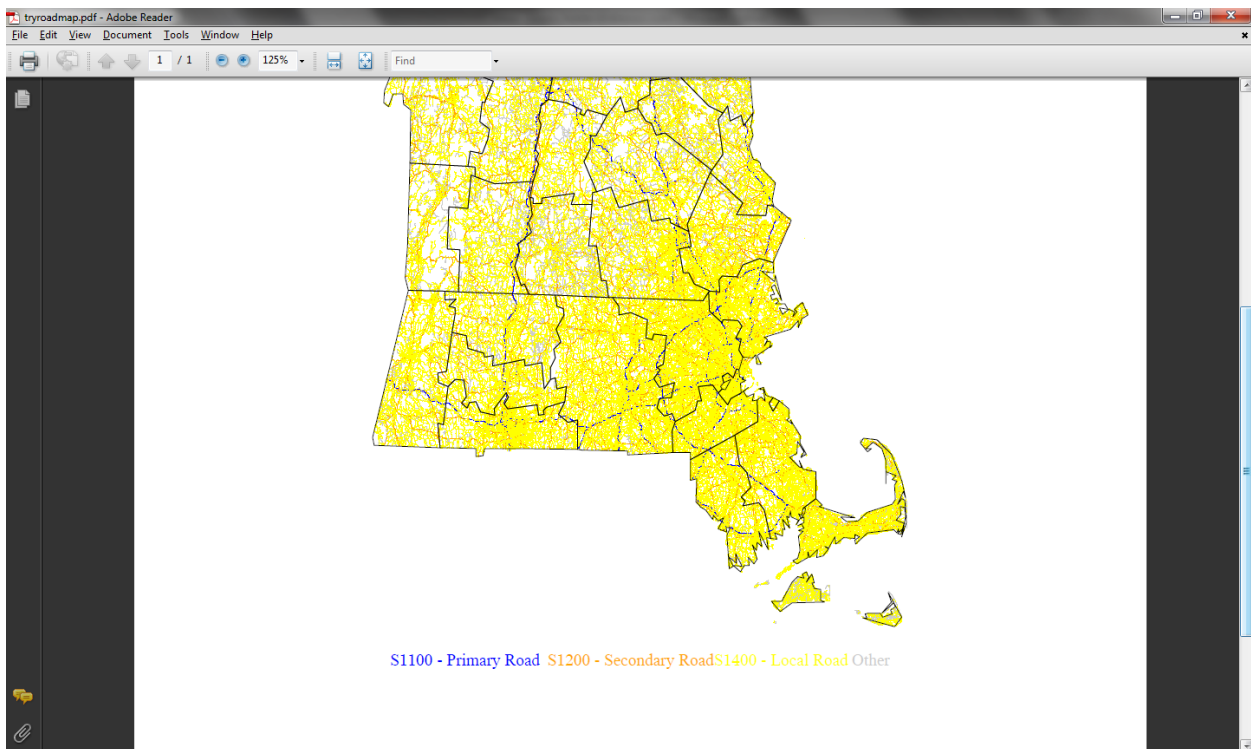 tryroadmap.pdf - Adobe Reader
File Edit View Document Tools Window Help
1 / 1 125% Find
S1100 - Primary Road S1200 - Secondary RoadS1400 - Local Road Other